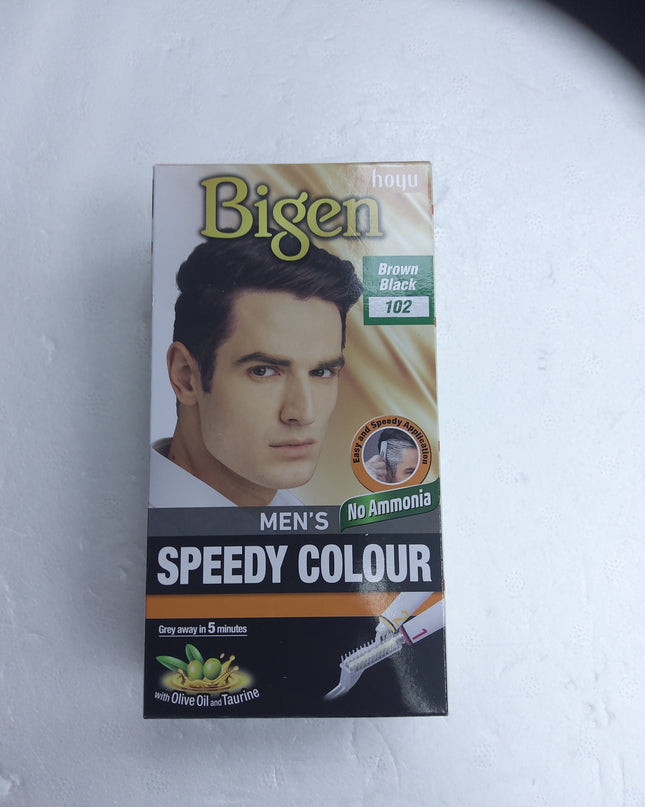 hoyu
Bigen
Brown
Black
102
Easy and Speedy Application
No Ammonia
MEN'S
SPEEDY COLOUR
Grey away in 5 minutes
2
1
with Olive Oil and Taurine